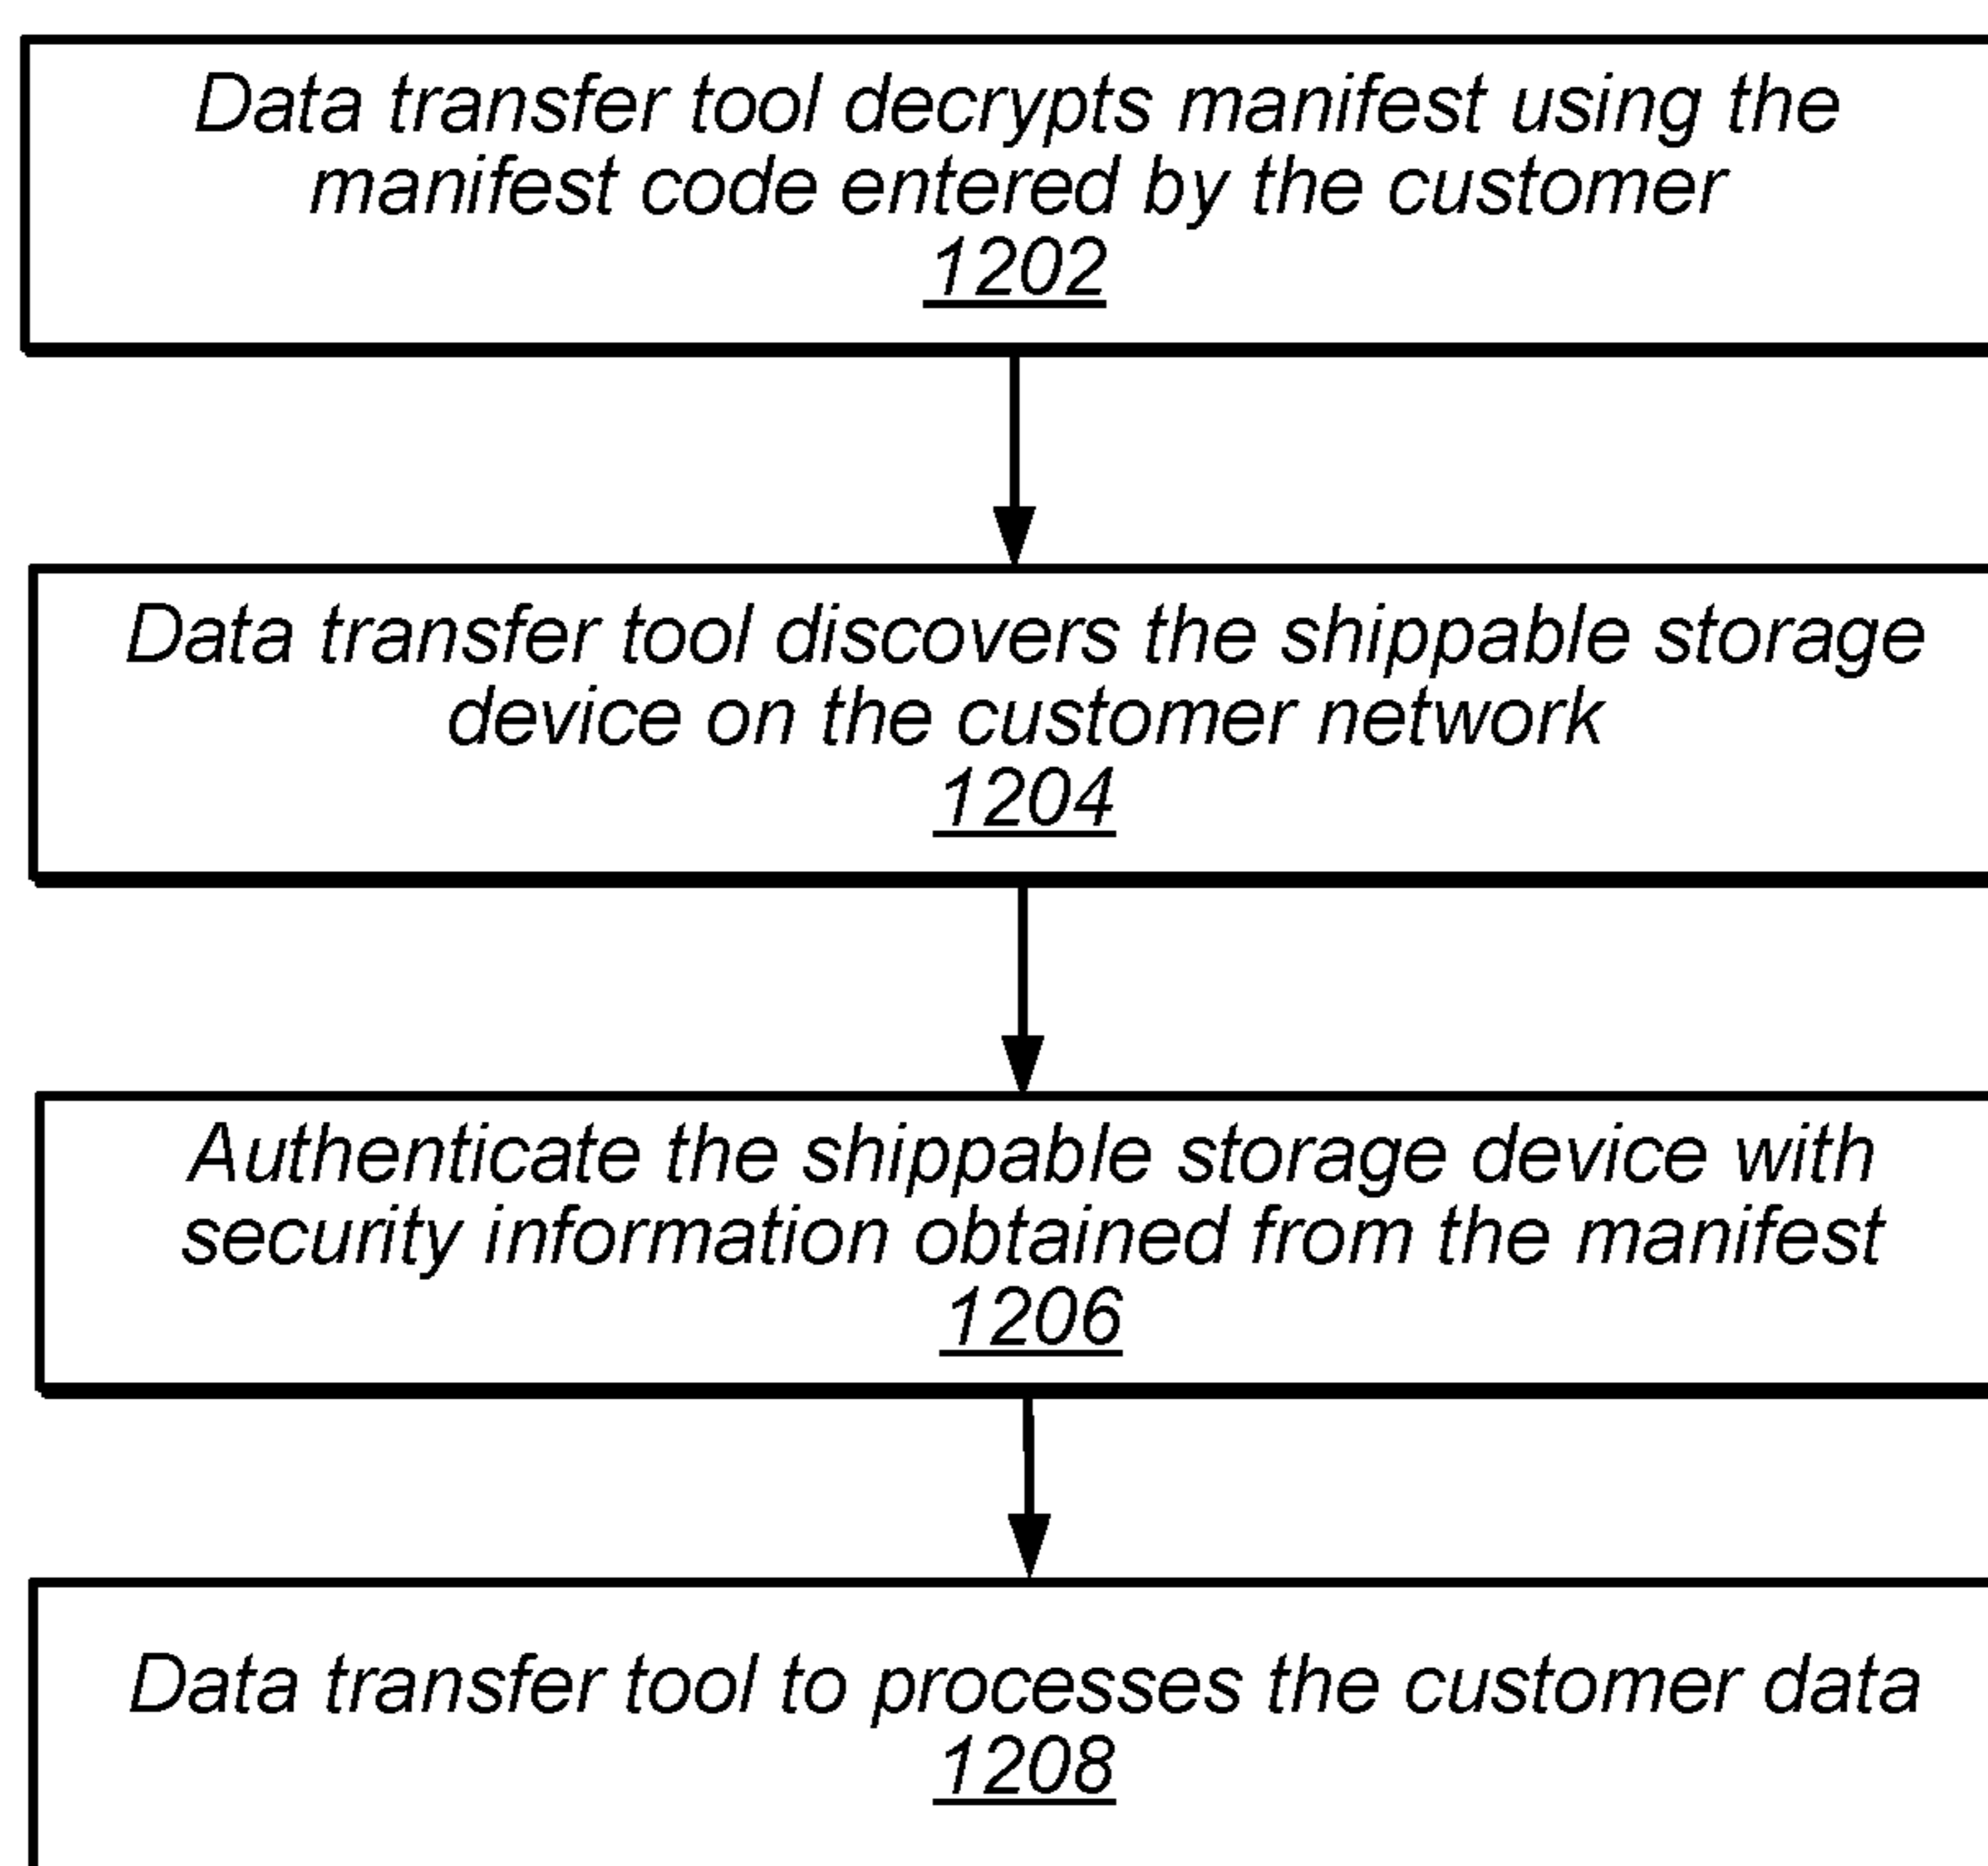 Data transfer tool decrypts manifest using the
manifest code entered by the customer
1202
Data transfer tool discovers the shippable storage
device on the customer network
1204
Authenticate the shippable storage device with
security information obtained from the manifest
1206
Data transfer tool to processes the customer data
1208